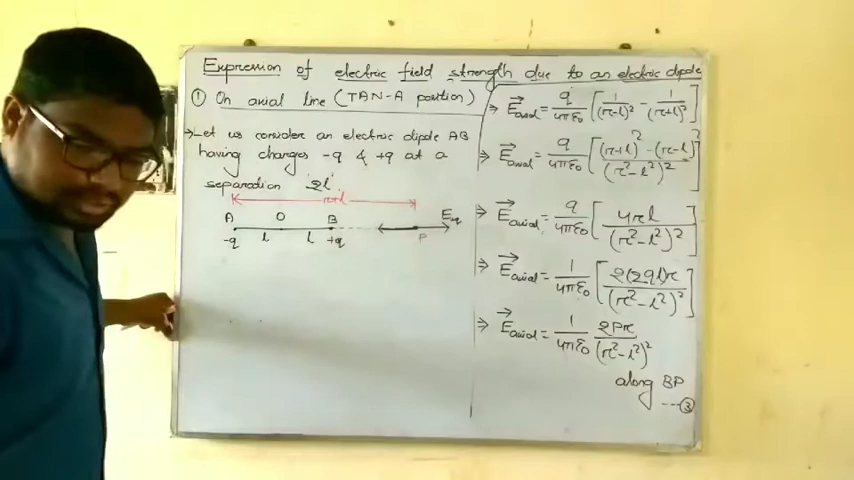 Expression of electric field strength due to an electric dipole
① On axial line (TAN-A position)
→ Let us consider an electric dipole AB
having charges -q & +q at a
separation '2l'.
r+l
A O B E+q
-q l l +q P
⇒ E⃗axial = q/4πε0 [1/(r-l)² - 1/(r+l)²]
⇒ E⃗axial = q/4πε0 [(r+l)² - (r-l)²/(r²-l²)²]
⇒ E⃗axial = q/4πε0 [4rl/(r²-l²)²]
⇒ E⃗axial = 1/4πε0 [2(2ql)r/(r²-l²)²]
⇒ E⃗axial = 1/4πε0 2Pr/(r²-l²)²
along BP
---③